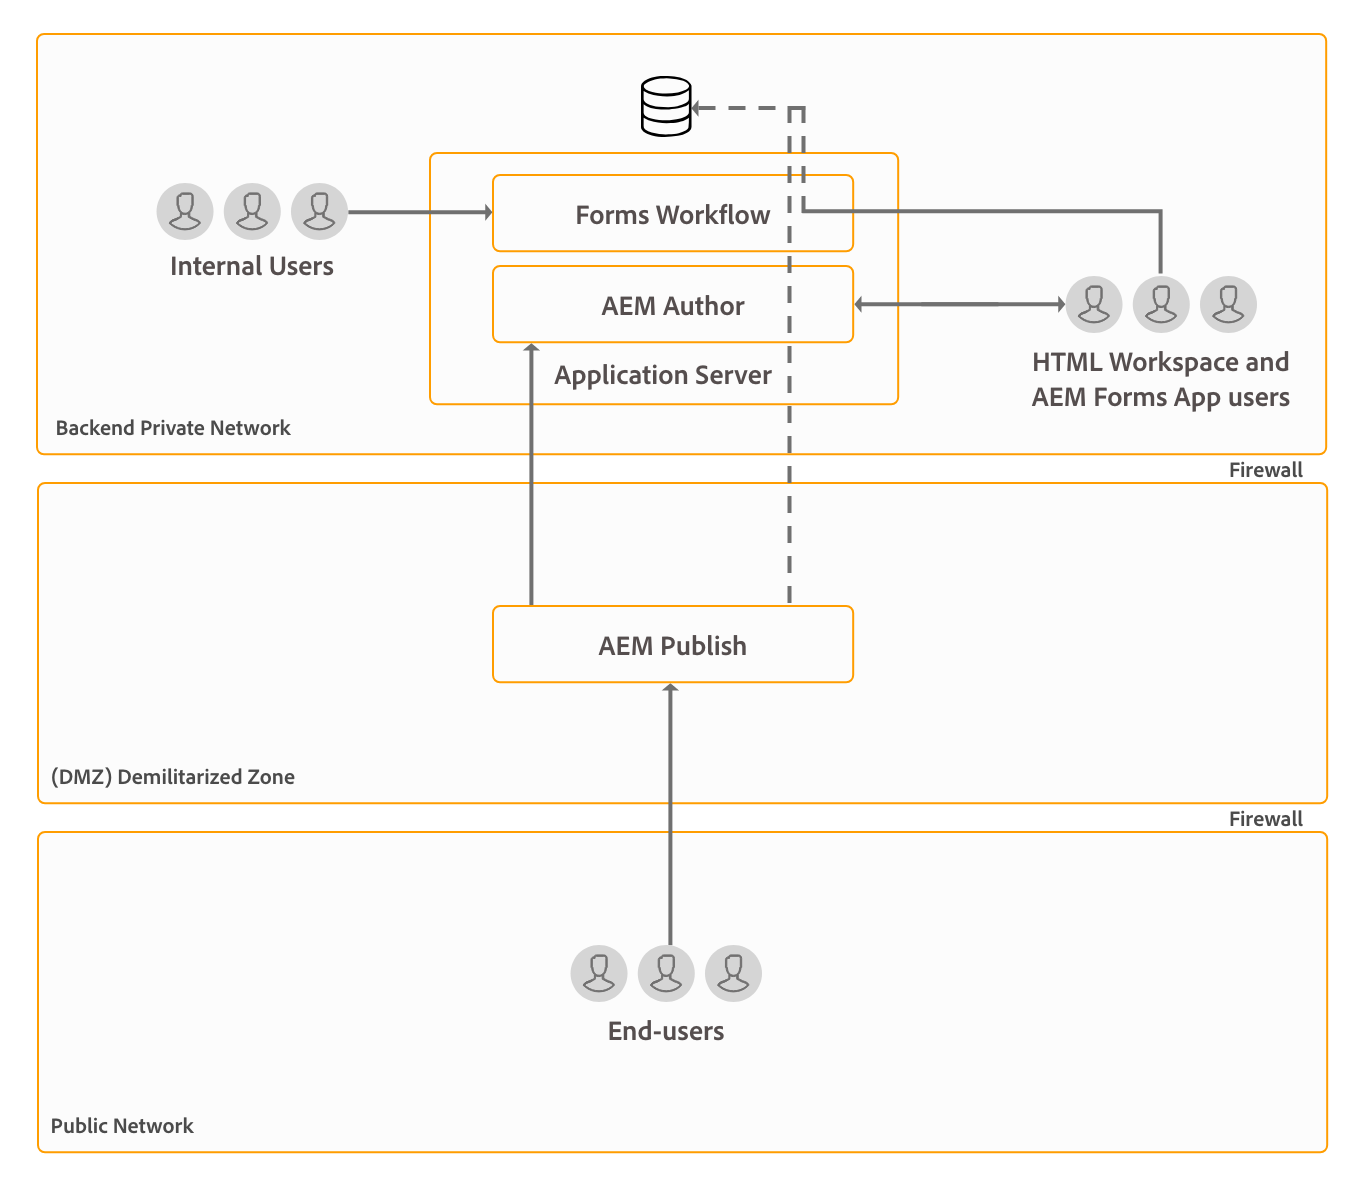 Forms Workflow
Internal Users
AEM Author
HTML Workspace and
AEM Forms App users
Application Server
Backend Private Network
Firewall
AEM Publish
(DMZ) Demilitarized Zone
Firewall
End-users
Public Network